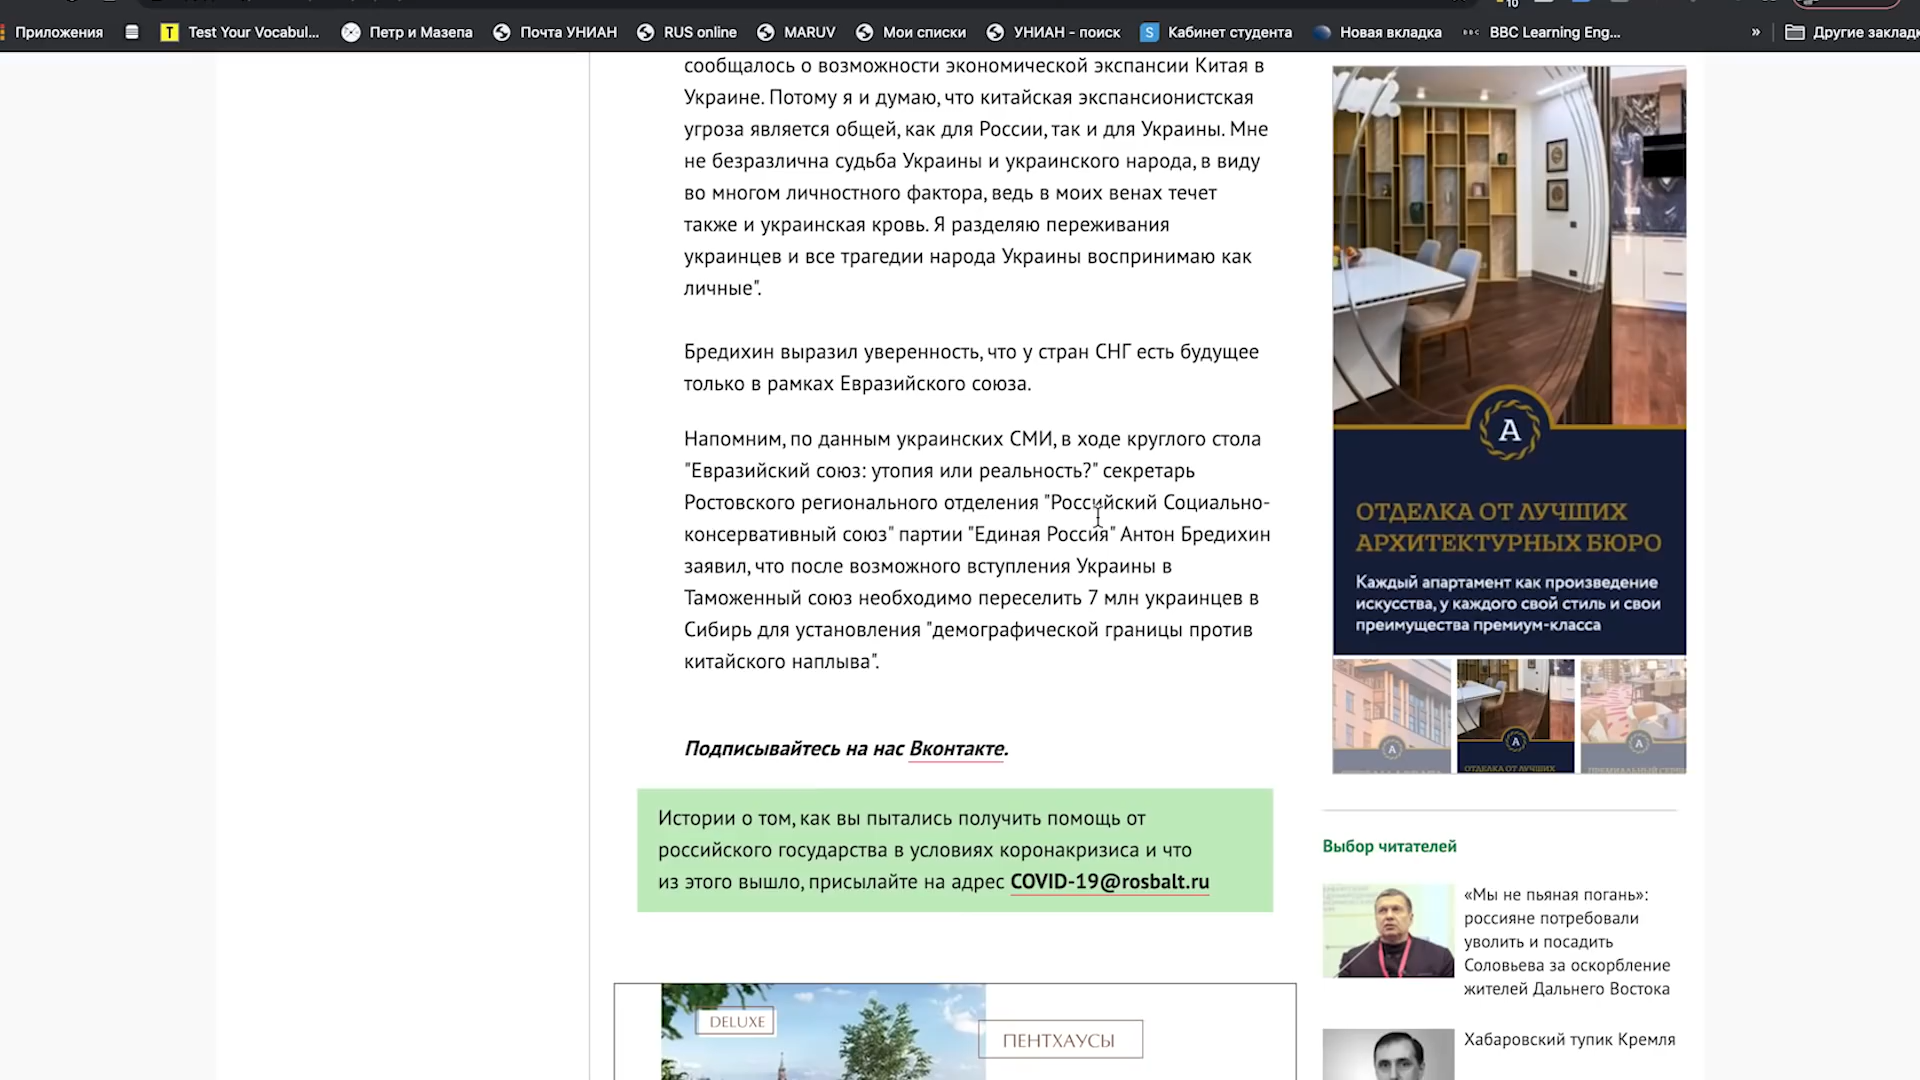 10
Приложения
Test Your Vocabul...
Петр и Мазепа
Почта УНИАН
RUS online
MARUV
Мои списки
УНИАН - поиск
S
Кабинет студента
Новая вкладка
BBC
BBC Learning Eng...
»
Другие заклад
сообщалось о возможности экономической экспансии Китая в
Украине. Потому я и думаю, что китайская экспансионистская
угроза является общей, как для России, так и для Украины. Мне
не безразлична судьба Украины и украинского народа, в виду
во многом личностного фактора, ведь в моих венах течет
также и украинская кровь. Я разделяю переживания
украинцев и все трагедии народа Украины воспринимаю как
личные".
Бредихин выразил уверенность, что у стран СНГ есть будущее
только в рамках Евразийского союза.
Напомним, по данным украинских СМИ, в ходе круглого стола
"Евразийский союз: утопия или реальность?" секретарь
Ростовского регионального отделения "Российский Социально-
консервативный союз" партии "Единая Россия" Антон Бредихин
заявил, что после возможного вступления Украины в
Таможенный союз необходимо переселить 7 млн украинцев в
Сибирь для установления "демографической границы против
китайского наплыва".
Подписывайтесь на нас Вконтакте.
Истории о том, как вы пытались получить помощь от
российского государства в условиях коронакризиса и что
из этого вышло, присылайте на адрес COVID-19@rosbalt.ru
DELUXE
ПЕНТХАУСЫ
A
ОТДЕЛКА ОТ ЛУЧШИХ
АРХИТЕКТУРНЫХ БЮРО
Каждый апартамент как произведение
искусства, у каждого свой стиль и свои
преимущества премиум-класса
A
A
A
ОТДЕЛКА ОТ ЛУЧШИХ
Выбор читателей
«Мы не пьяная погань»:
россияне потребовали
уволить и посадить
Соловьева за оскорбление
жителей Дальнего Востока
Хабаровский тупик Кремля